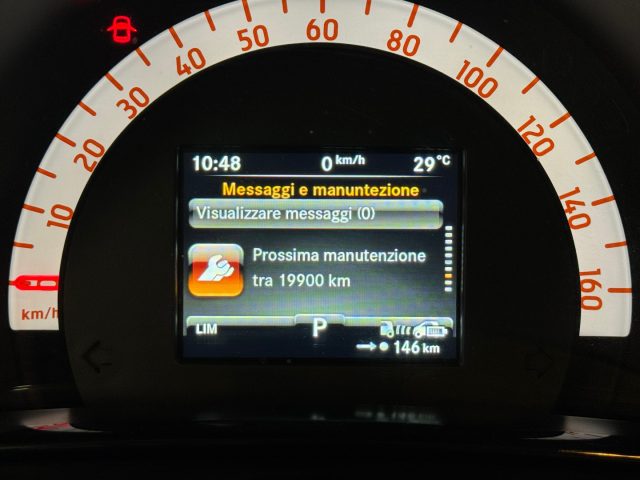 10:48 0 km/h 29 °C
Messaggi e manuntezione
Visualizzare messaggi (0)
Prossima manutenzione
tra 19900 km
LIM P
146 km
10
20
30
40
50
60
80
100
120
140
160
km/h